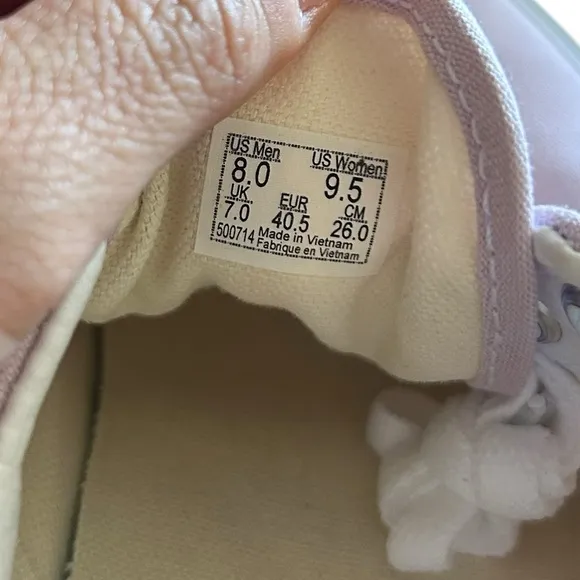 US Men US Women
8.0 9.5
UK EUR CM
7.0 40.5 26.0
500714 Made in Vietnam
Fabrique en Vietnam